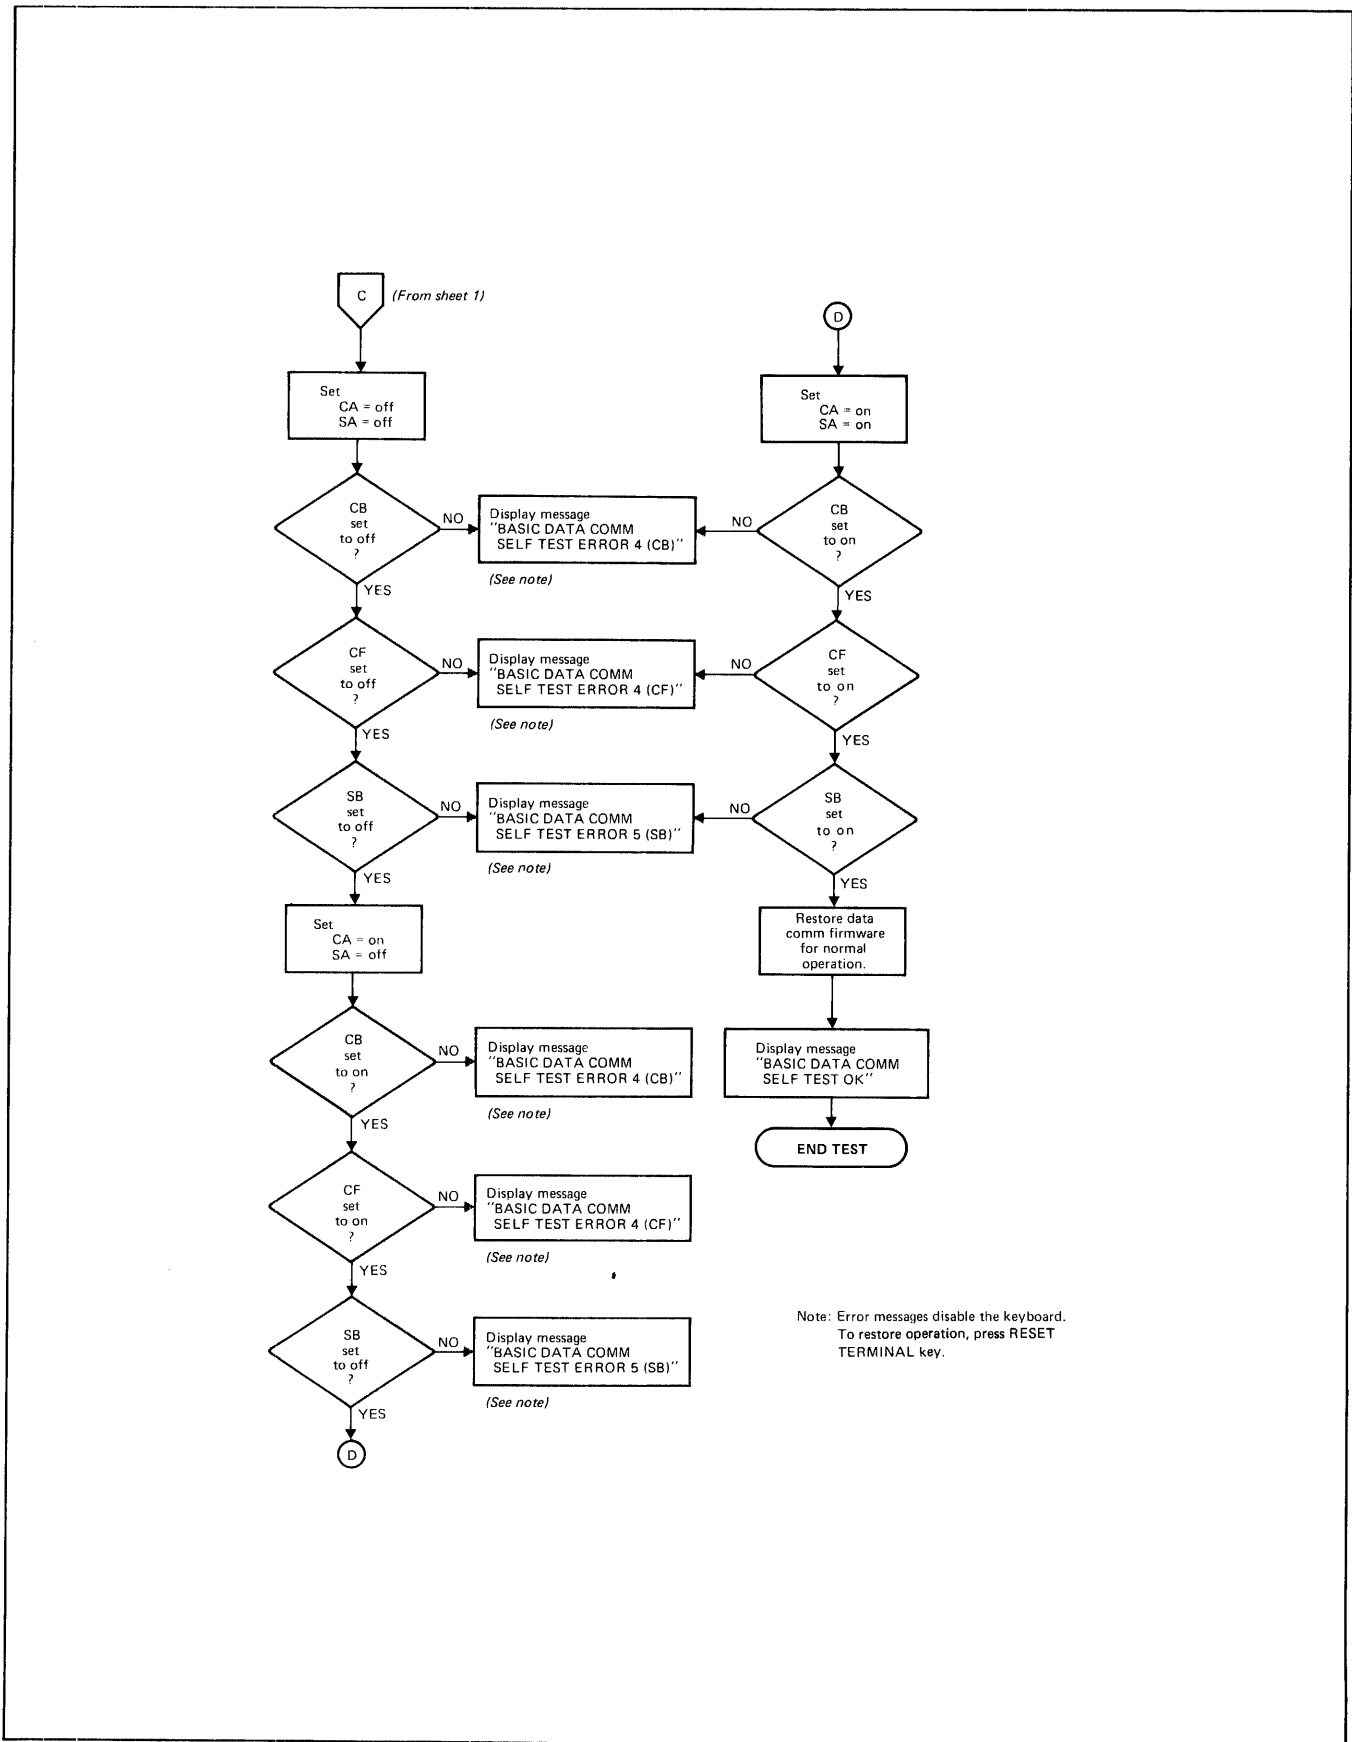 C
(From sheet 1)
Set
CA = off
SA = off
CB
set
to off
?
NO
YES
Display message
"BASIC DATA COMM
SELF TEST ERROR 4 (CB)"
(See note)
CF
set
to off
?
NO
YES
Display message
"BASIC DATA COMM
SELF TEST ERROR 4 (CF)"
(See note)
SB
set
to off
?
NO
YES
Display message
"BASIC DATA COMM
SELF TEST ERROR 5 (SB)"
(See note)
Set
CA = on
SA = off
CB
set
to on
?
NO
YES
Display message
"BASIC DATA COMM
SELF TEST ERROR 4 (CB)"
(See note)
CF
set
to on
?
NO
YES
Display message
"BASIC DATA COMM
SELF TEST ERROR 4 (CF)"
(See note)
SB
set
to off
?
NO
YES
Display message
"BASIC DATA COMM
SELF TEST ERROR 5 (SB)"
(See note)
D
D
Set
CA = on
SA = on
CB
set
to on
?
NO
YES
CF
set
to on
?
NO
YES
SB
set
to on
?
NO
YES
Restore data
comm firmware
for normal
operation.
Display message
"BASIC DATA COMM
SELF TEST OK"
END TEST
Note: Error messages disable the keyboard.
To restore operation, press RESET
TERMINAL key.